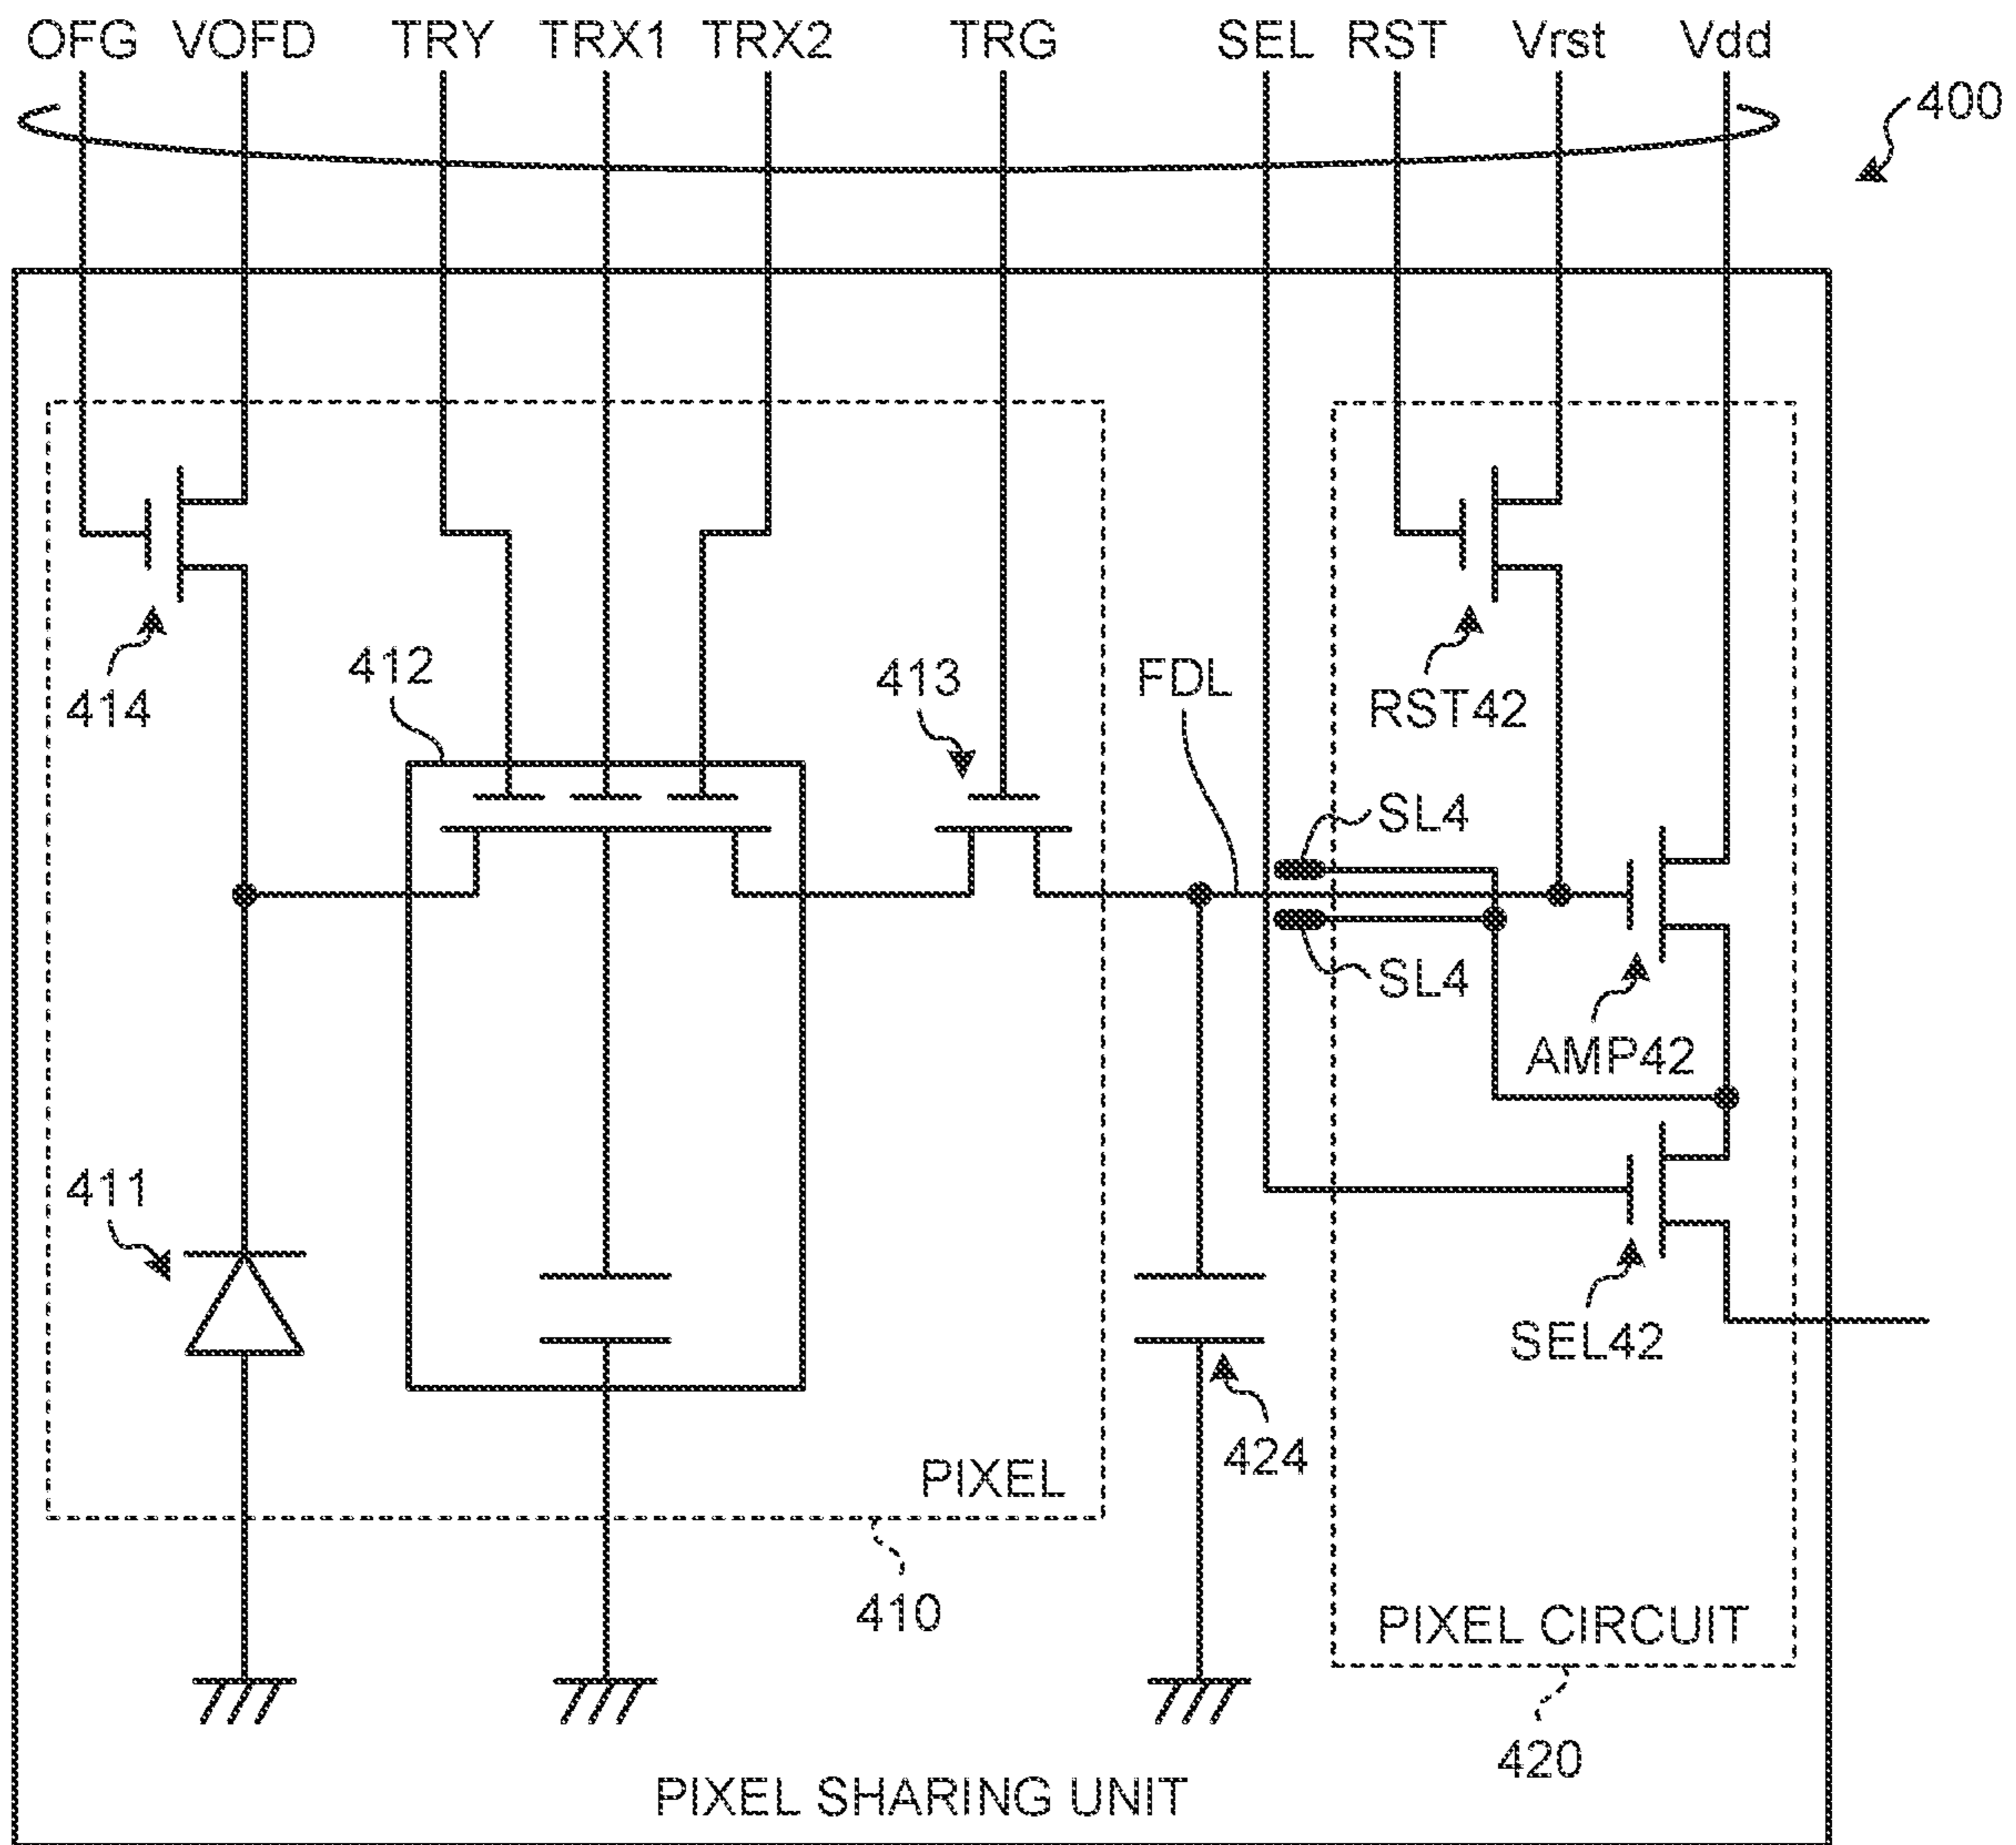 OFG VOFD TRY TRX1 TRX2 TRG SEL RST Vrst Vdd
400
414
412
413
FDL
RST42
SL4
SL4
AMP42
411
SEL42
424
PIXEL
410
PIXEL CIRCUIT
420
PIXEL SHARING UNIT